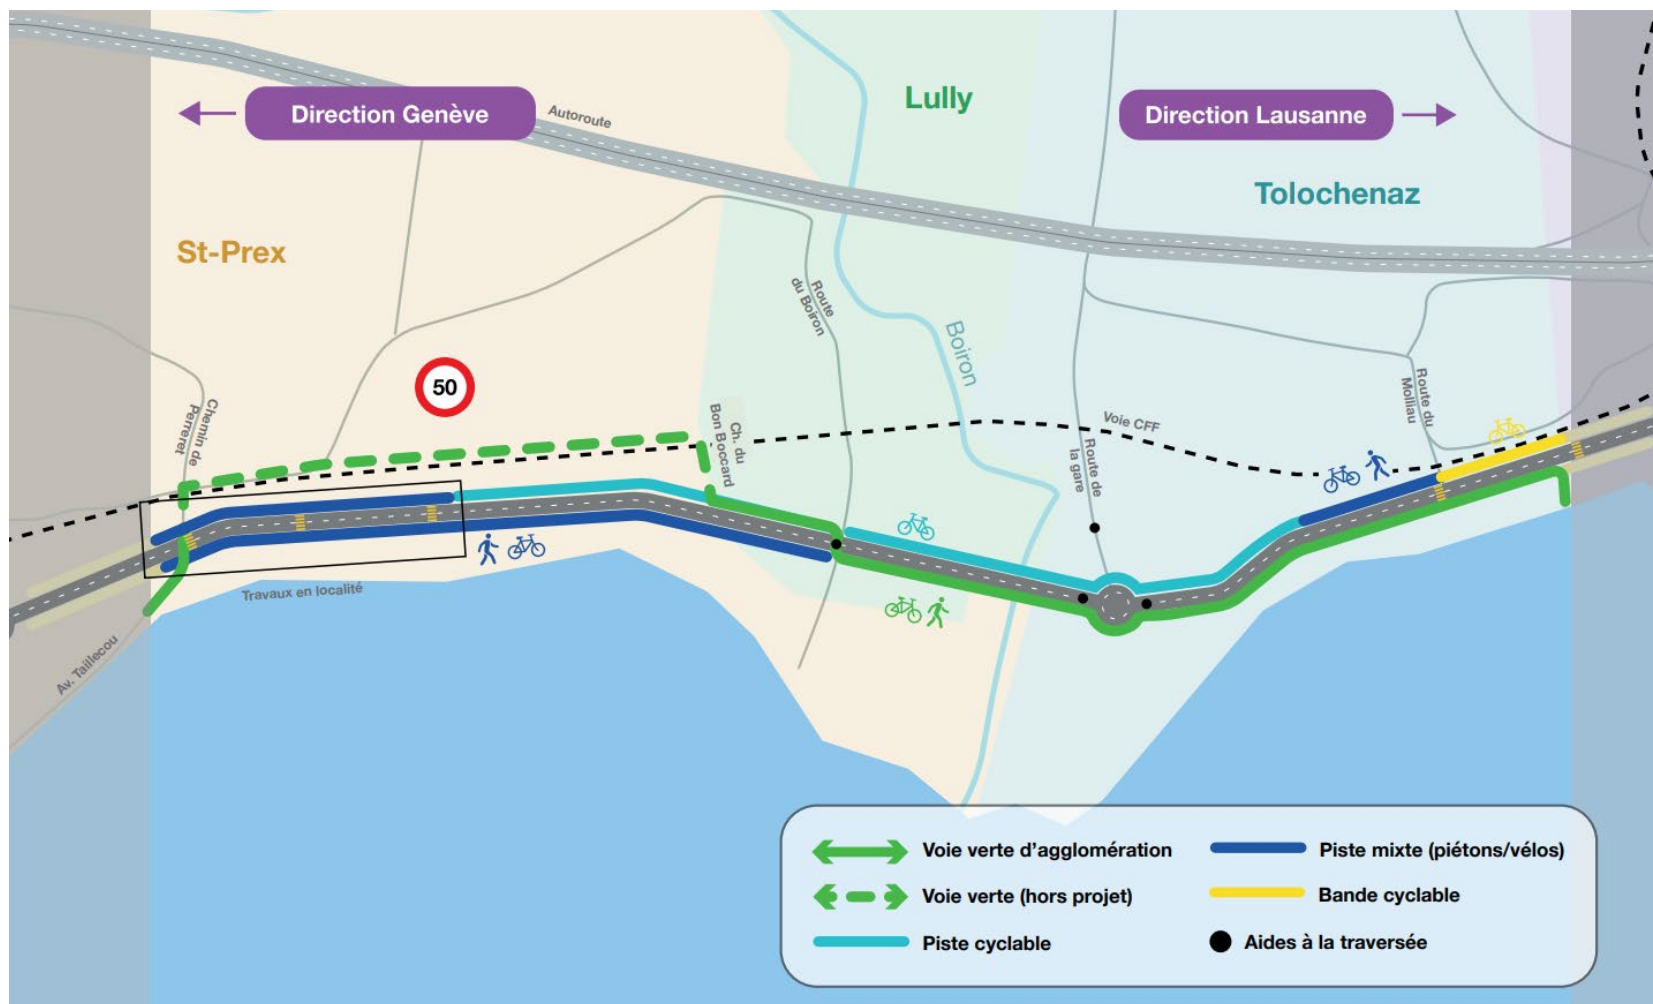 Direction Genève
Autoroute
Lully
Direction Lausanne
Tolochenaz
St-Prex
Route
du Boiron
Boiron
50
Chemin de
Perreret
Ch. du
Bon Boccard
Voie CFF
Route de
la gare
Route du
Molliau
Travaux en localité
Av. Taillecou
Voie verte d'agglomération
Voie verte (hors projet)
Piste cyclable
Piste mixte (piétons/vélos)
Bande cyclable
Aides à la traversée